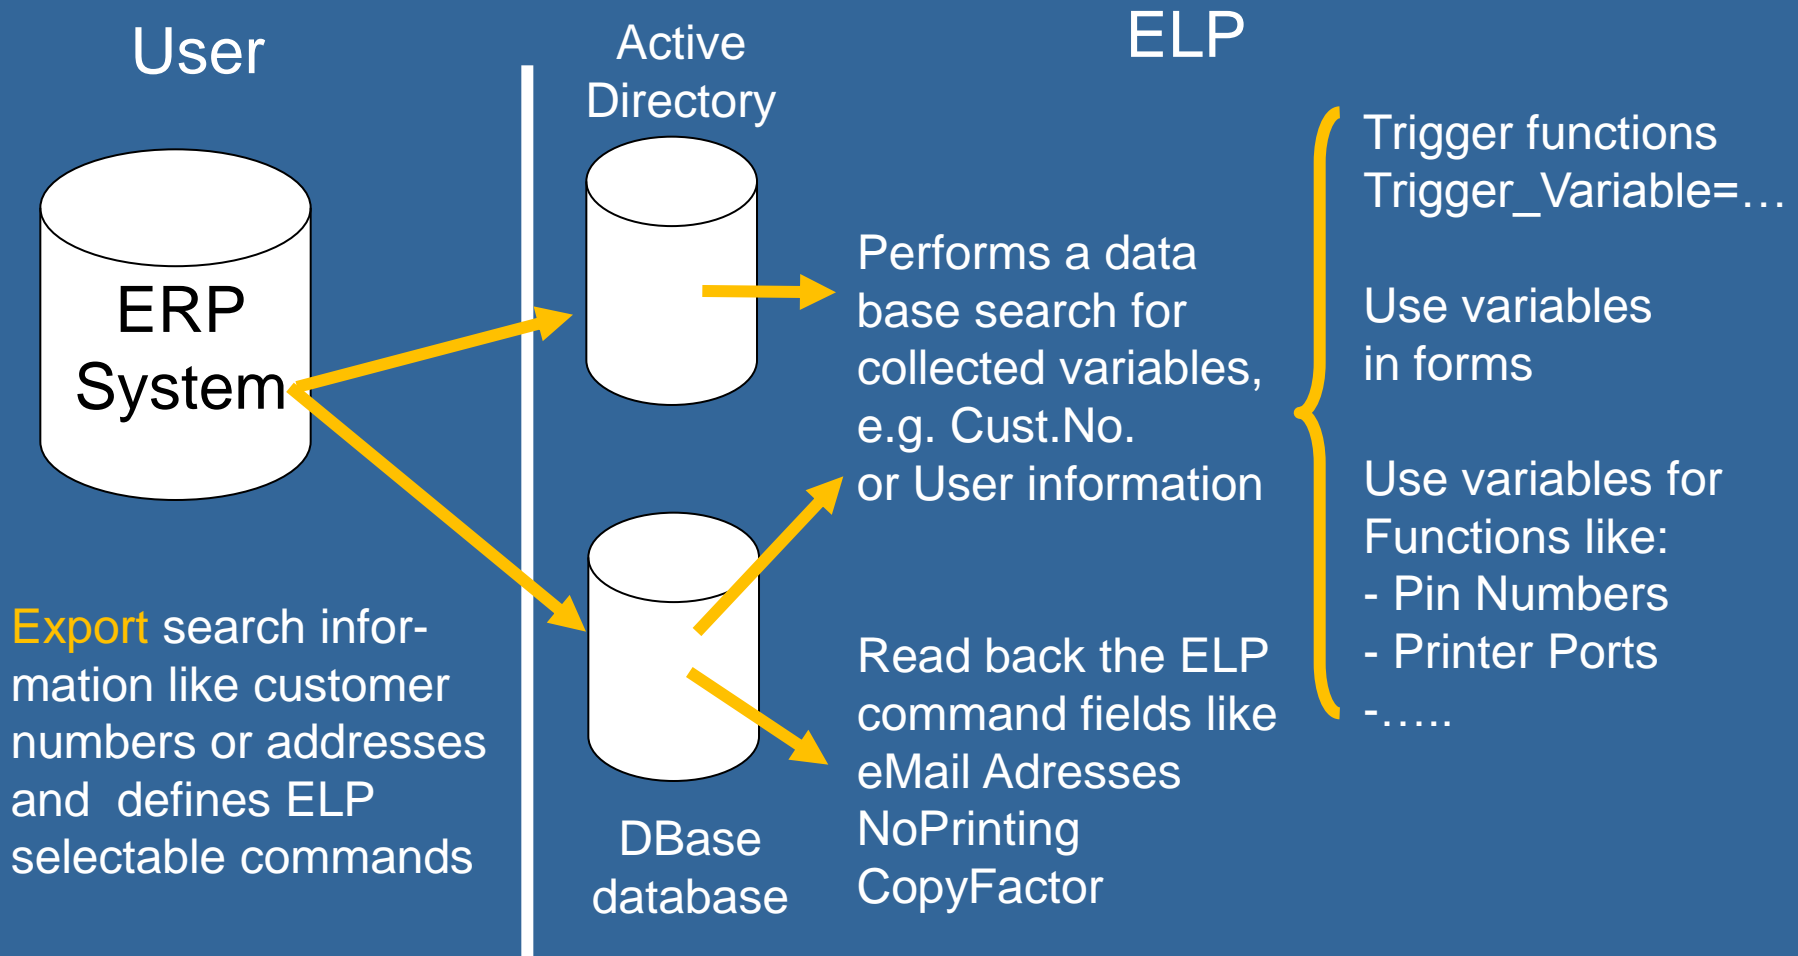 User
ERP
System
Export search infor-
mation like customer
numbers or addresses
and  defines ELP
selectable commands
Active
Directory
DBase
database
ELP
Performs a data
base search for
collected variables,
e.g. Cust.No.
or User information
Read back the ELP
command fields like
eMail Adresses
NoPrinting
CopyFactor
Trigger functions
Trigger_Variable=…
Use variables
in forms
Use variables for
Functions like:
- Pin Numbers
- Printer Ports
-…..